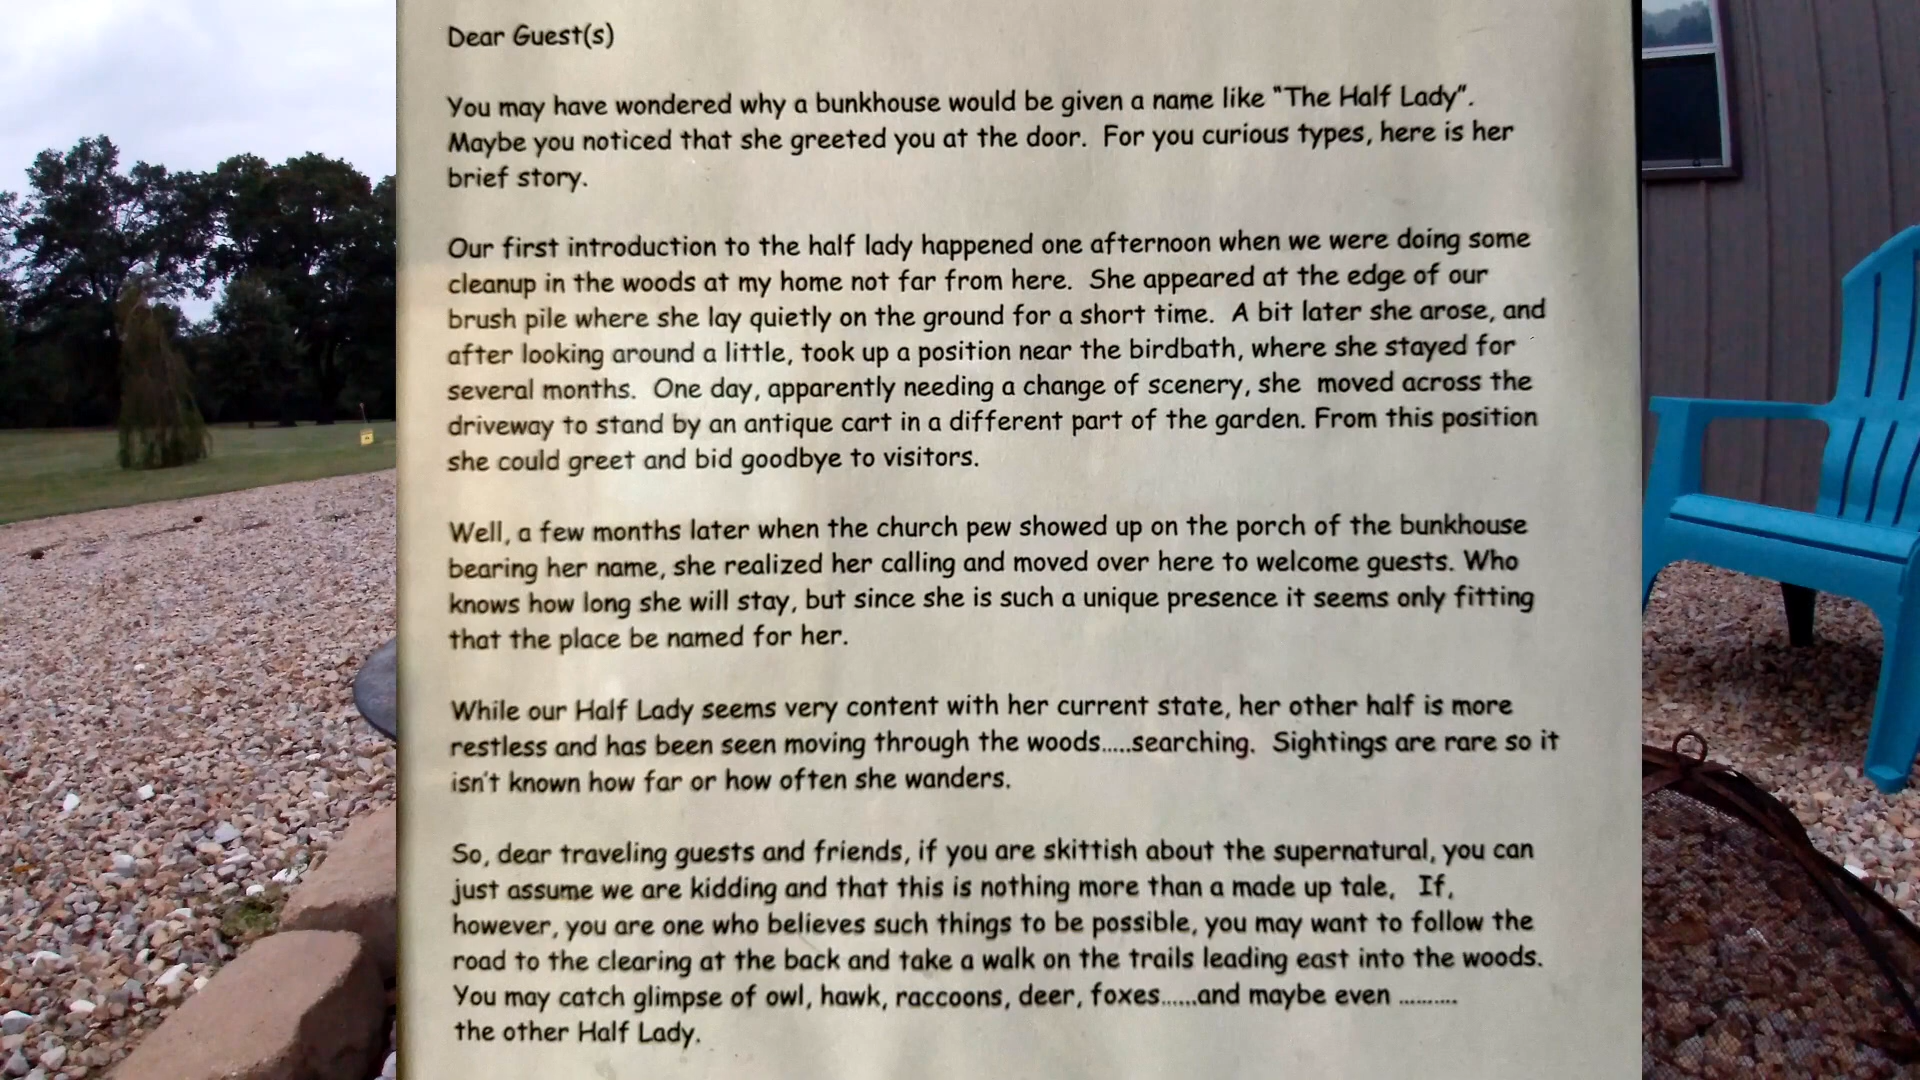 Dear Guest(s)
You may have wondered why a bunkhouse would be given a name like "The Half Lady".
Maybe you noticed that she greeted you at the door.  For you curious types, here is her
brief story.
Our first introduction to the half lady happened one afternoon when we were doing some
cleanup in the woods at my home not far from here.  She appeared at the edge of our
brush pile where she lay quietly on the ground for a short time.  A bit later she arose, and
after looking around a little, took up a position near the birdbath, where she stayed for
several months.  One day, apparently needing a change of scenery, she  moved across the
driveway to stand by an antique cart in a different part of the garden. From this position
she could greet and bid goodbye to visitors.
Well, a few months later when the church pew showed up on the porch of the bunkhouse
bearing her name, she realized her calling and moved over here to welcome guests. Who
knows how long she will stay, but since she is such a unique presence it seems only fitting
that the place be named for her.
While our Half Lady seems very content with her current state, her other half is more
restless and has been seen moving through the woods.....searching.  Sightings are rare so it
isn't known how far or how often she wanders.
So, dear traveling guests and friends, if you are skittish about the supernatural, you can
just assume we are kidding and that this is nothing more than a made up tale,   If,
however, you are one who believes such things to be possible, you may want to follow the
road to the clearing at the back and take a walk on the trails leading east into the woods.
You may catch glimpse of owl, hawk, raccoons, deer, foxes......and maybe even ..........
the other Half Lady.